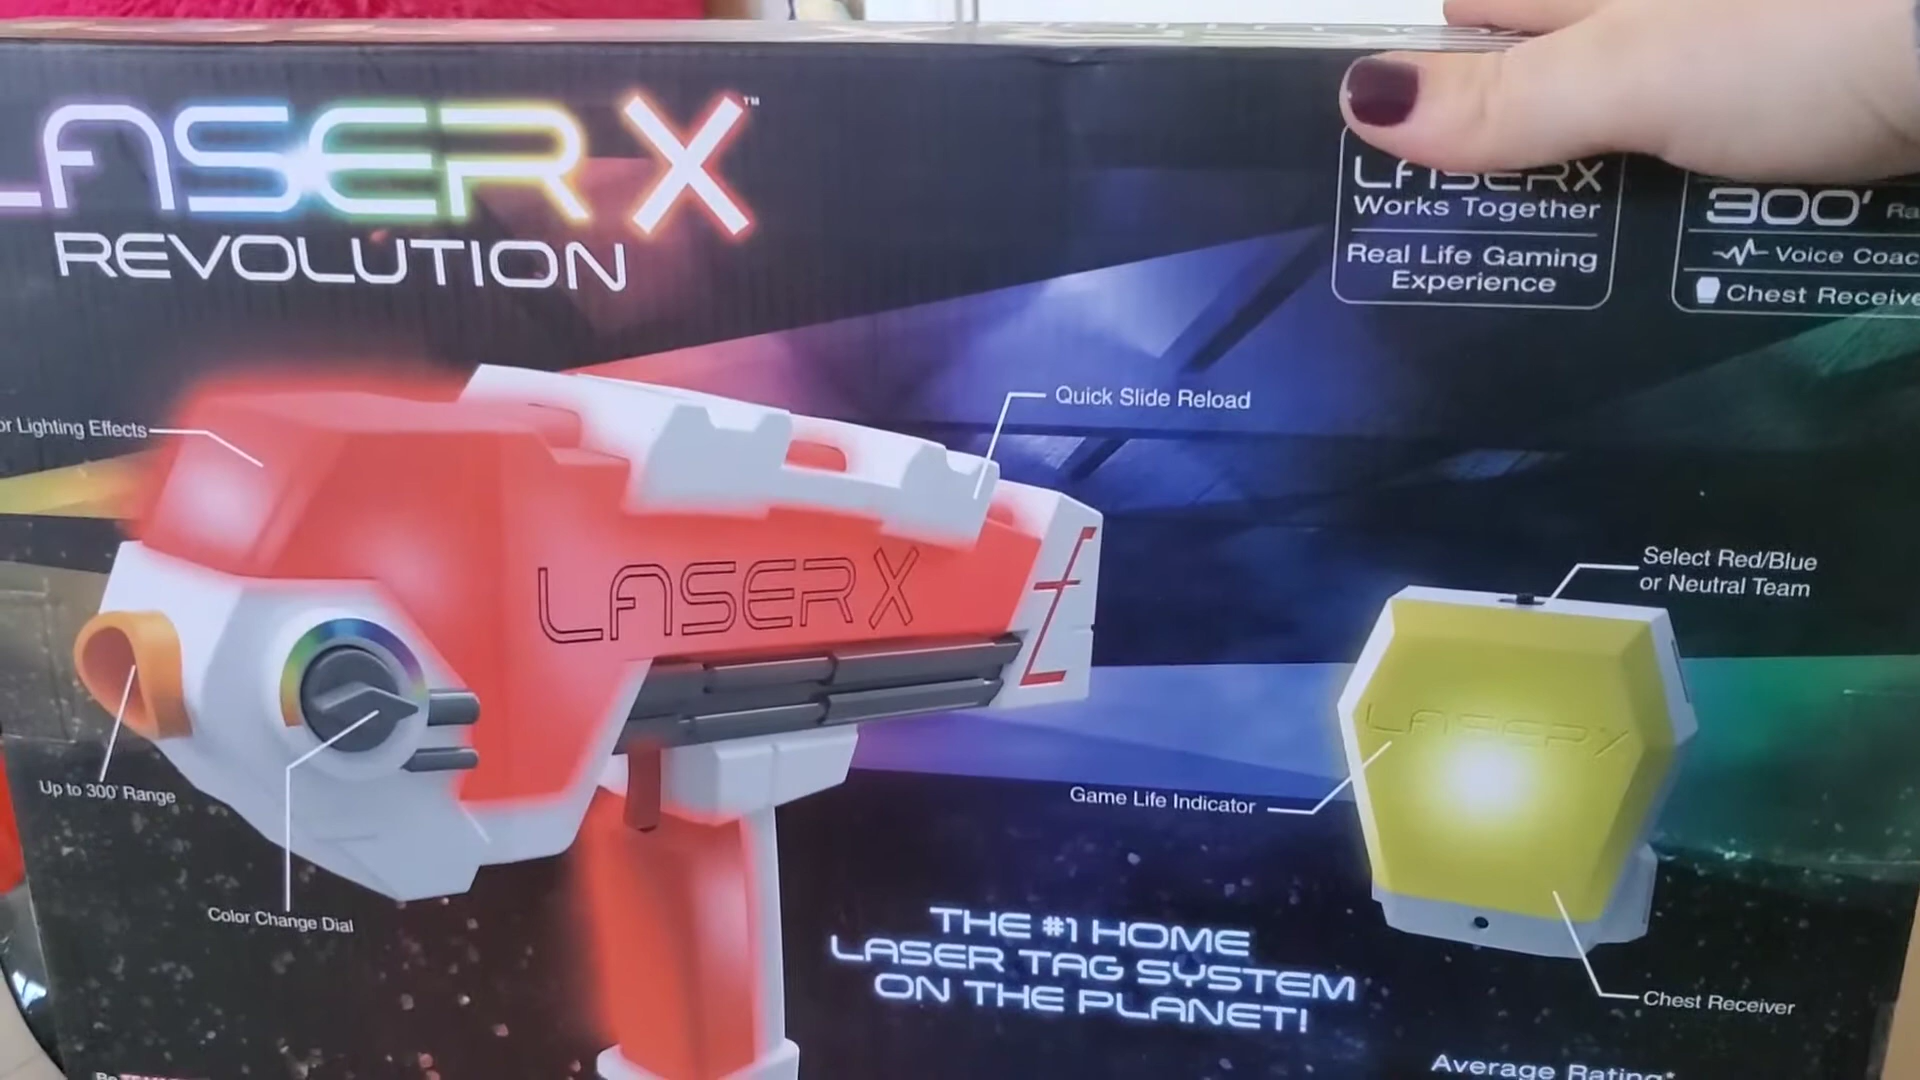 LASER X™
REVOLUTION
LASER X
Works Together
Real Life Gaming
Experience
300'
Voice
Chest
Lighting Effects
Quick Slide Reload
LASER X
Select Red/Blue
or Neutral Team
LASER X
Up to 300' Range
Game Life Indicator
Color Change Dial
THE #1 HOME
LASER TAG SYSTEM
ON THE PLANET!
Chest Receiver
Average Rating*